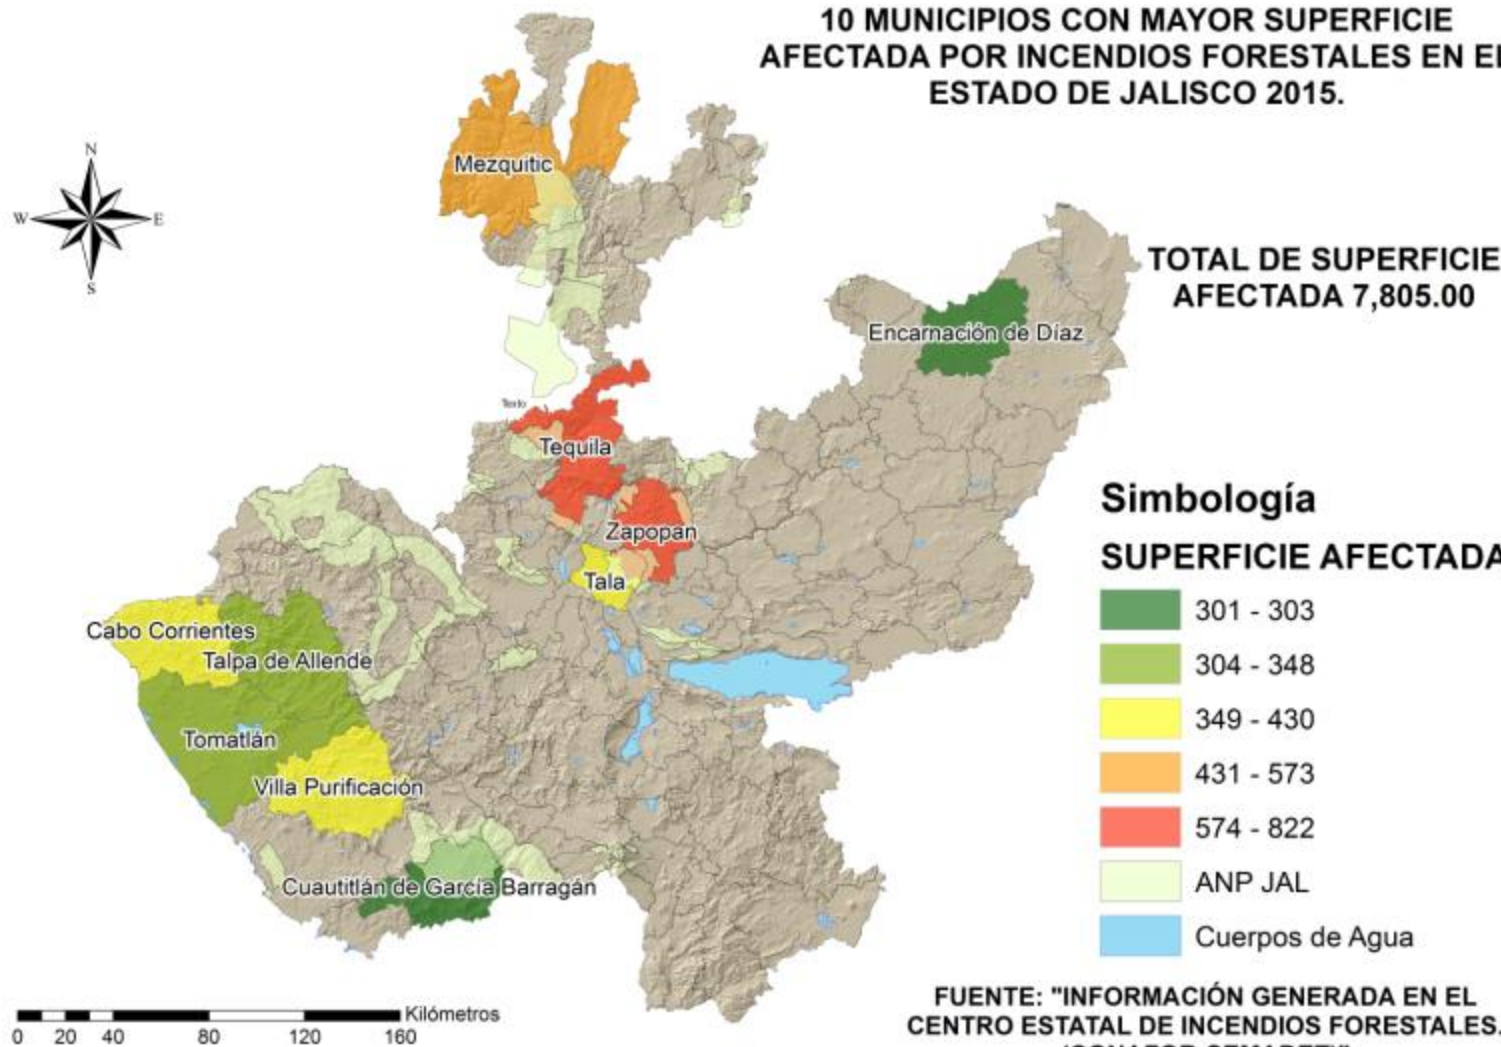 10 MUNICIPIOS CON MAYOR SUPERFICIE
AFECTADA POR INCENDIOS FORESTALES EN EL
ESTADO DE JALISCO 2015.
N
W
E
S
Mezquitic
TOTAL DE SUPERFICIE
AFECTADA 7,805.00
Encarnación de Díaz
Texto
Tequila
Zapopan
Tala
Cabo Corrientes
Talpa de Allende
Tomatlán
Villa Purificación
Cuautitlán de García Barragán
Simbología
SUPERFICIE AFECTADA
301 - 303
304 - 348
349 - 430
431 - 573
574 - 822
ANP JAL
Cuerpos de Agua
Kilómetros
0 20 40 80 120 160
FUENTE: "INFORMACIÓN GENERADA EN EL
CENTRO ESTATAL DE INCENDIOS FORESTALES.